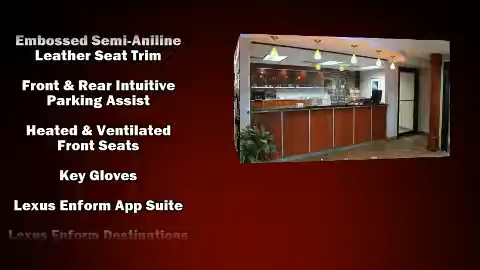 Embossed Semi-Aniline
Leather Seat Trim
Front & Rear Intuitive
Parking Assist
Heated & Ventilated
Front Seats
Key Gloves
Lexus Enform App Suite
Lexus Enform Destinations